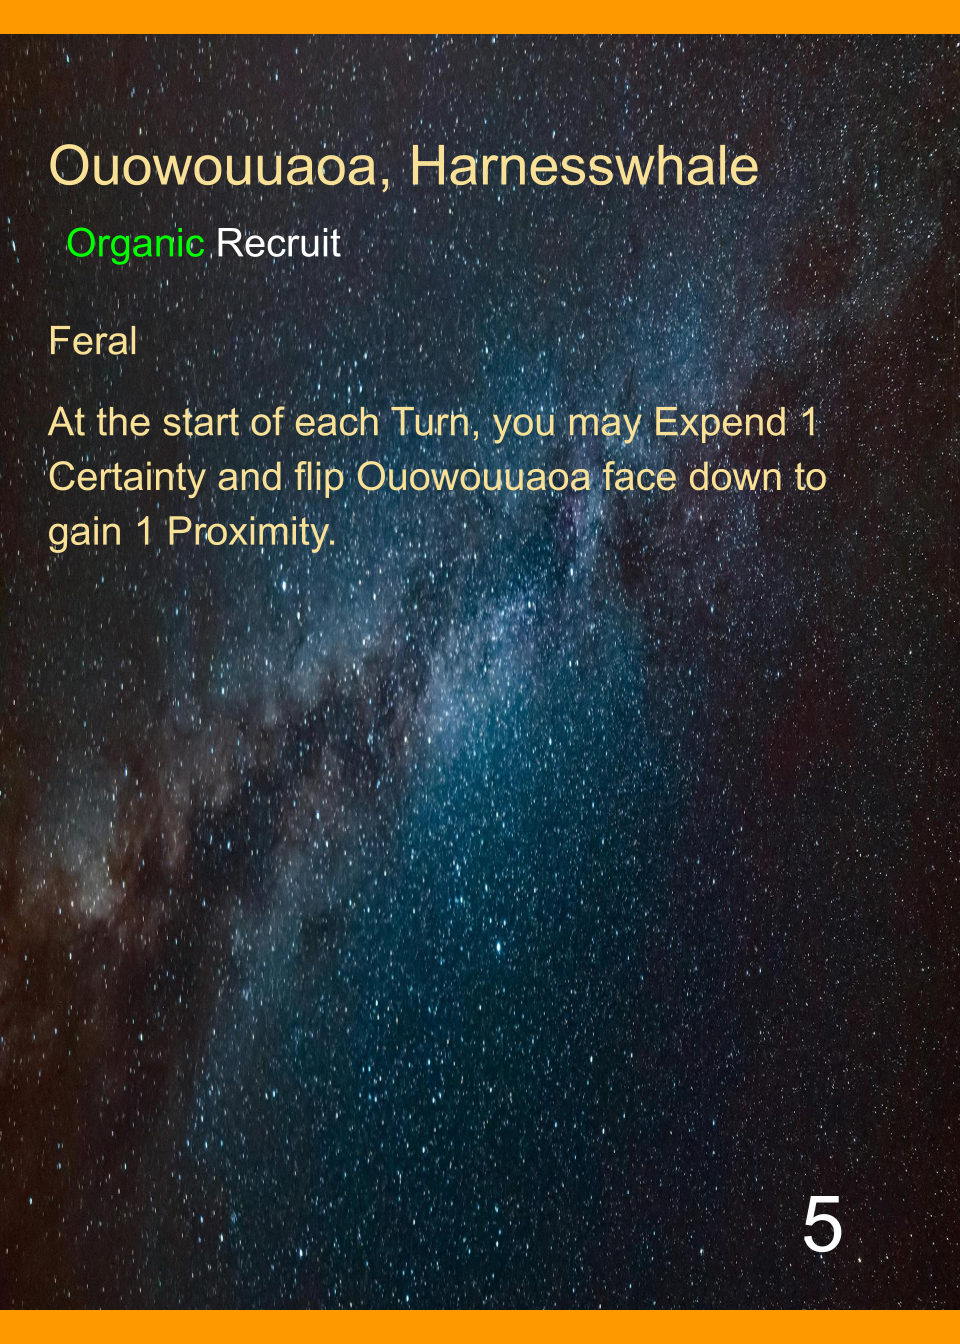 Ouowouuaoa, Harnesswhale
Organic Recruit
Feral
At the start of each Turn, you may Expend 1
Certainty and flip Ouowouuaoa face down to
gain 1 Proximity.
5